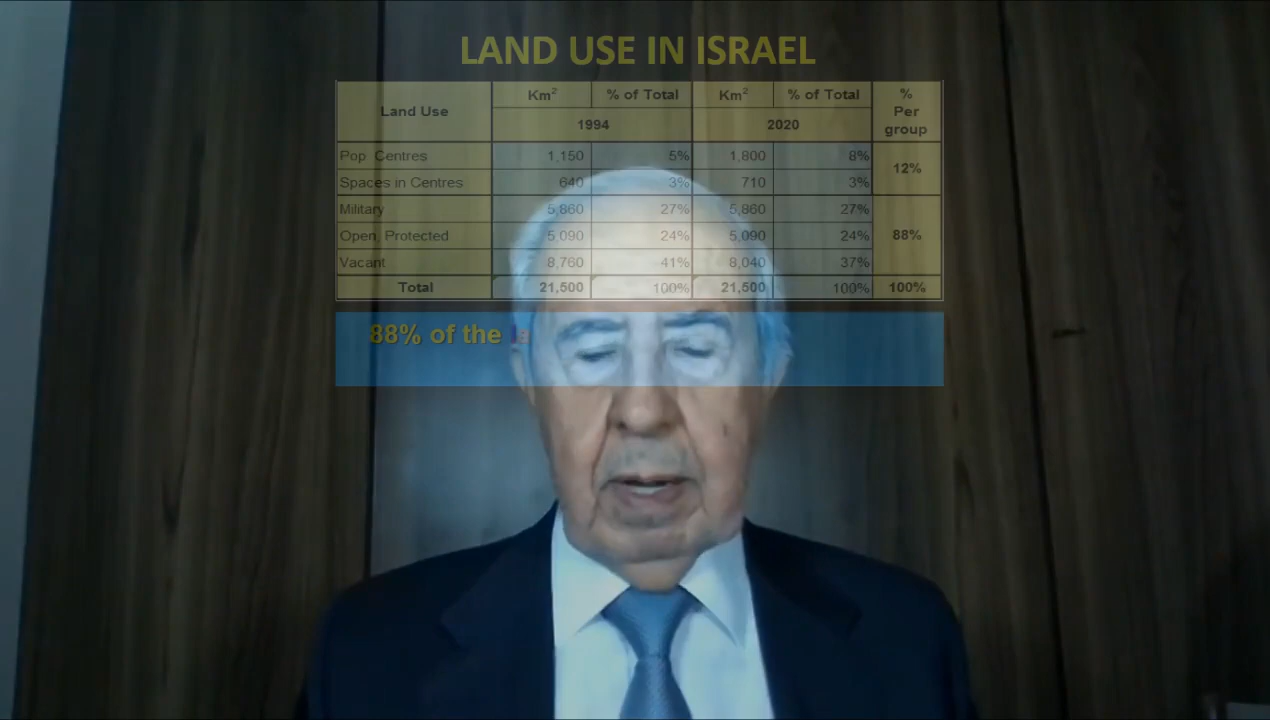 LAND USE IN ISRAEL
Land Use Km² % of Total Km² % of Total % Per group
1994 2020
Pop Centres 1,150 5% 1,800 8% 12%
Spaces in Centres 640 3% 710 3%
Military 5,860 27% 5,860 27% 88%
Open, Protected 5,090 24% 5,090 24%
Vacant 8,760 41% 8,040 37%
Total 21,500 100% 21,500 100% 100%
88% of the la